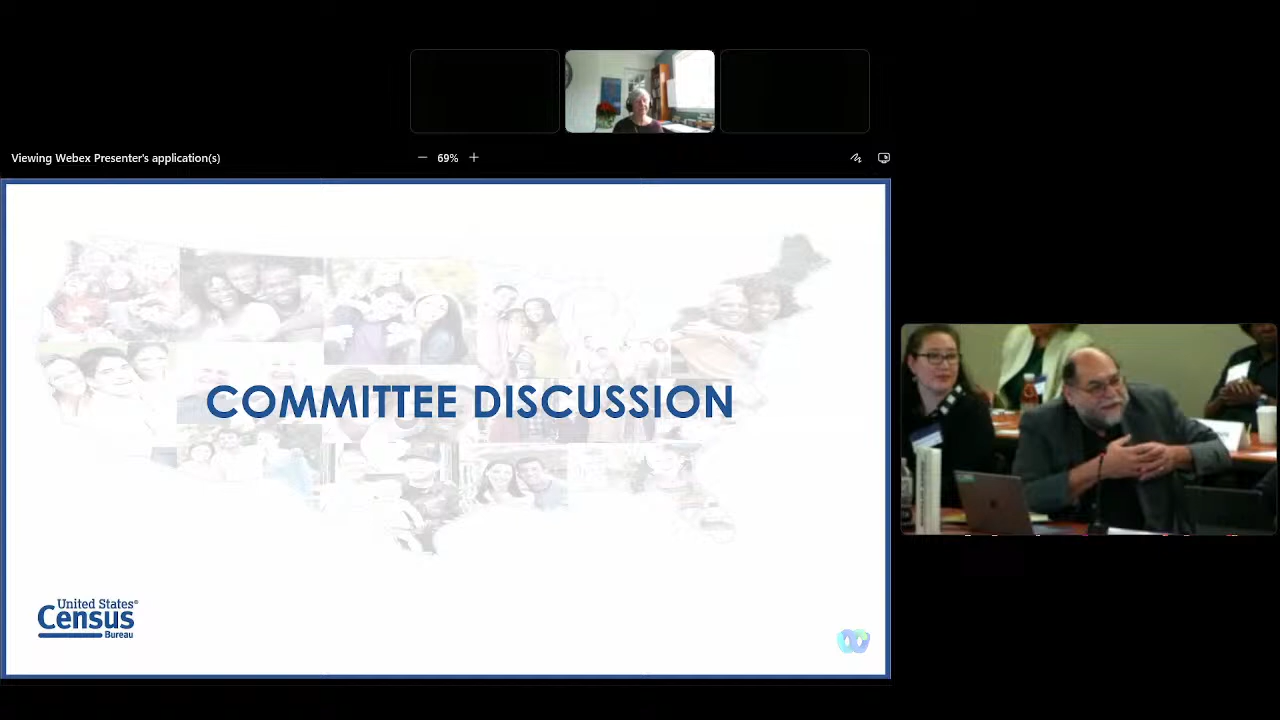 Viewing Webex Presenter's application(s)
69%
COMMITTEE DISCUSSION
United States®
Census
Bureau